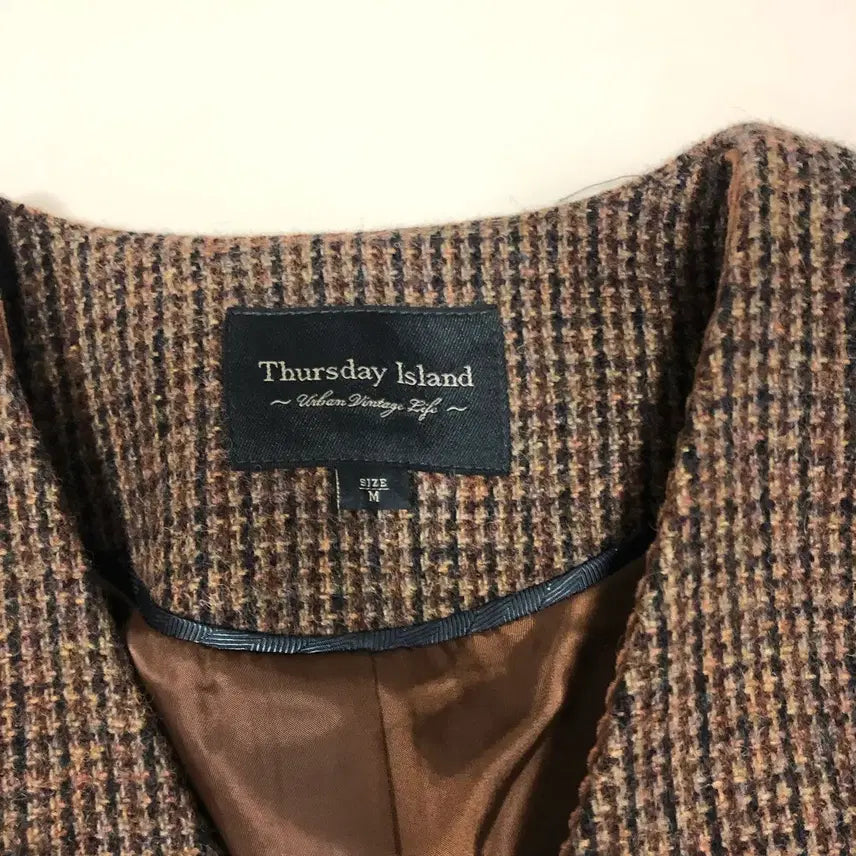 Thursday Island
~ Urban Vintage Life ~
SIZE
M